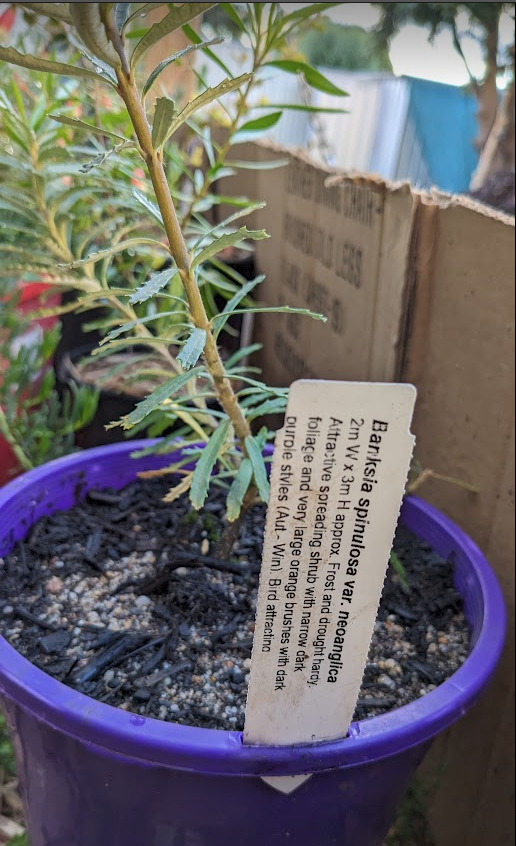 Banksia spinulosa var. neoanglica
2m W x 3m H approx. Frost and drought hardy.
Attractive spreading shrub with narrow dark
foliage and very large orange brushes with dark
purple styles (Aut - Win). Bird attracting